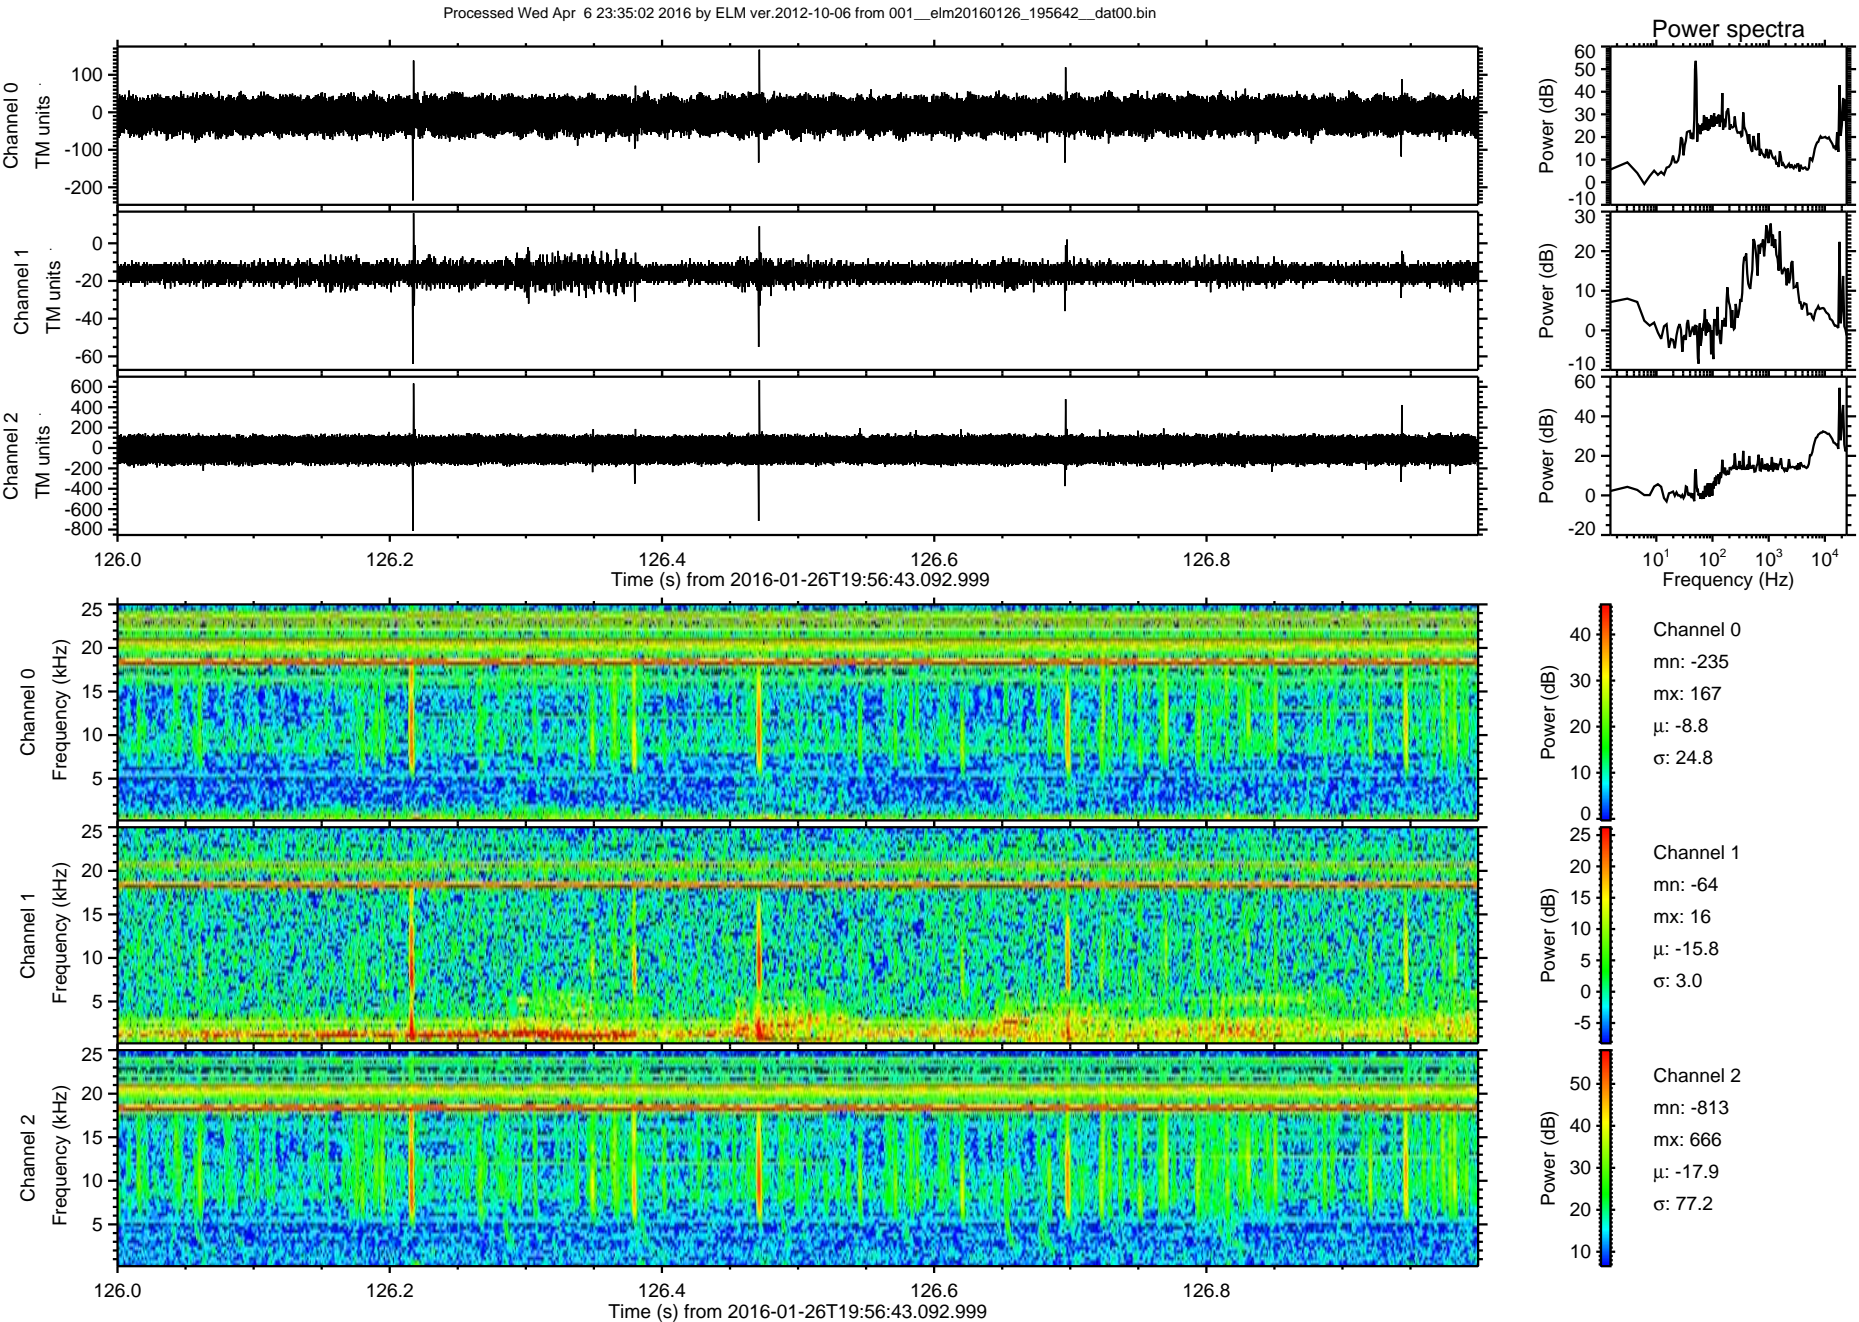 Processed Wed Apr  6 23:35:02 2016 by ELM ver.2012-10-06 from 001__elm20160126_195642__dat00.bin
Power spectra
Channel 0
TM units
100
0
-100
-200
Power (dB)
60
50
40
30
20
10
0
-10
Channel 1
TM units
0
-20
-40
-60
Power (dB)
30
20
10
0
-10
Channel 2
TM units
600
400
200
0
-200
-400
-600
-800
Power (dB)
60
40
20
0
-20
126.0 126.2 126.4 126.6 126.8
Time (s) from 2016-01-26T19:56:43.092.999
10¹ 10² 10³ 10⁴
Frequency (Hz)
Channel 0
Frequency (kHz)
25
20
15
10
5
Power (dB)
40
30
20
10
0
Channel 0
mn: -235
mx: 167
μ: -8.8
σ: 24.8
Channel 1
Frequency (kHz)
25
20
15
10
5
Power (dB)
25
20
15
10
5
0
-5
Channel 1
mn: -64
mx: 16
μ: -15.8
σ: 3.0
Channel 2
Frequency (kHz)
25
20
15
10
5
Power (dB)
50
40
30
20
10
Channel 2
mn: -813
mx: 666
μ: -17.9
σ: 77.2
126.0 126.2 126.4 126.6 126.8
Time (s) from 2016-01-26T19:56:43.092.999